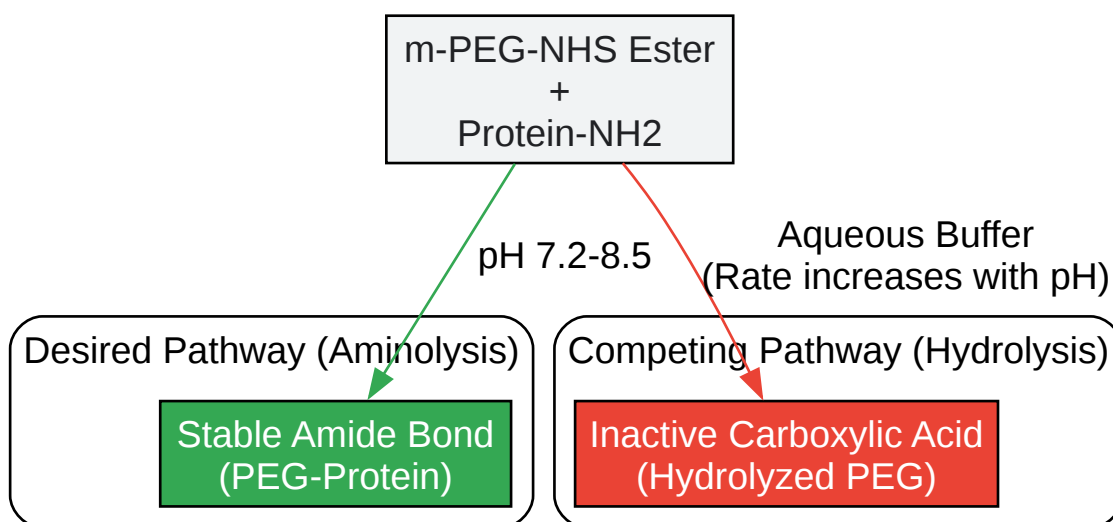 m-PEG-NHS Ester
+
Protein-NH2
pH 7.2-8.5
Aqueous Buffer
(Rate increases with pH)
Desired Pathway (Aminolysis)
Competing Pathway (Hydrolysis)
Stable Amide Bond
(PEG-Protein)
Inactive Carboxylic Acid
(Hydrolyzed PEG)